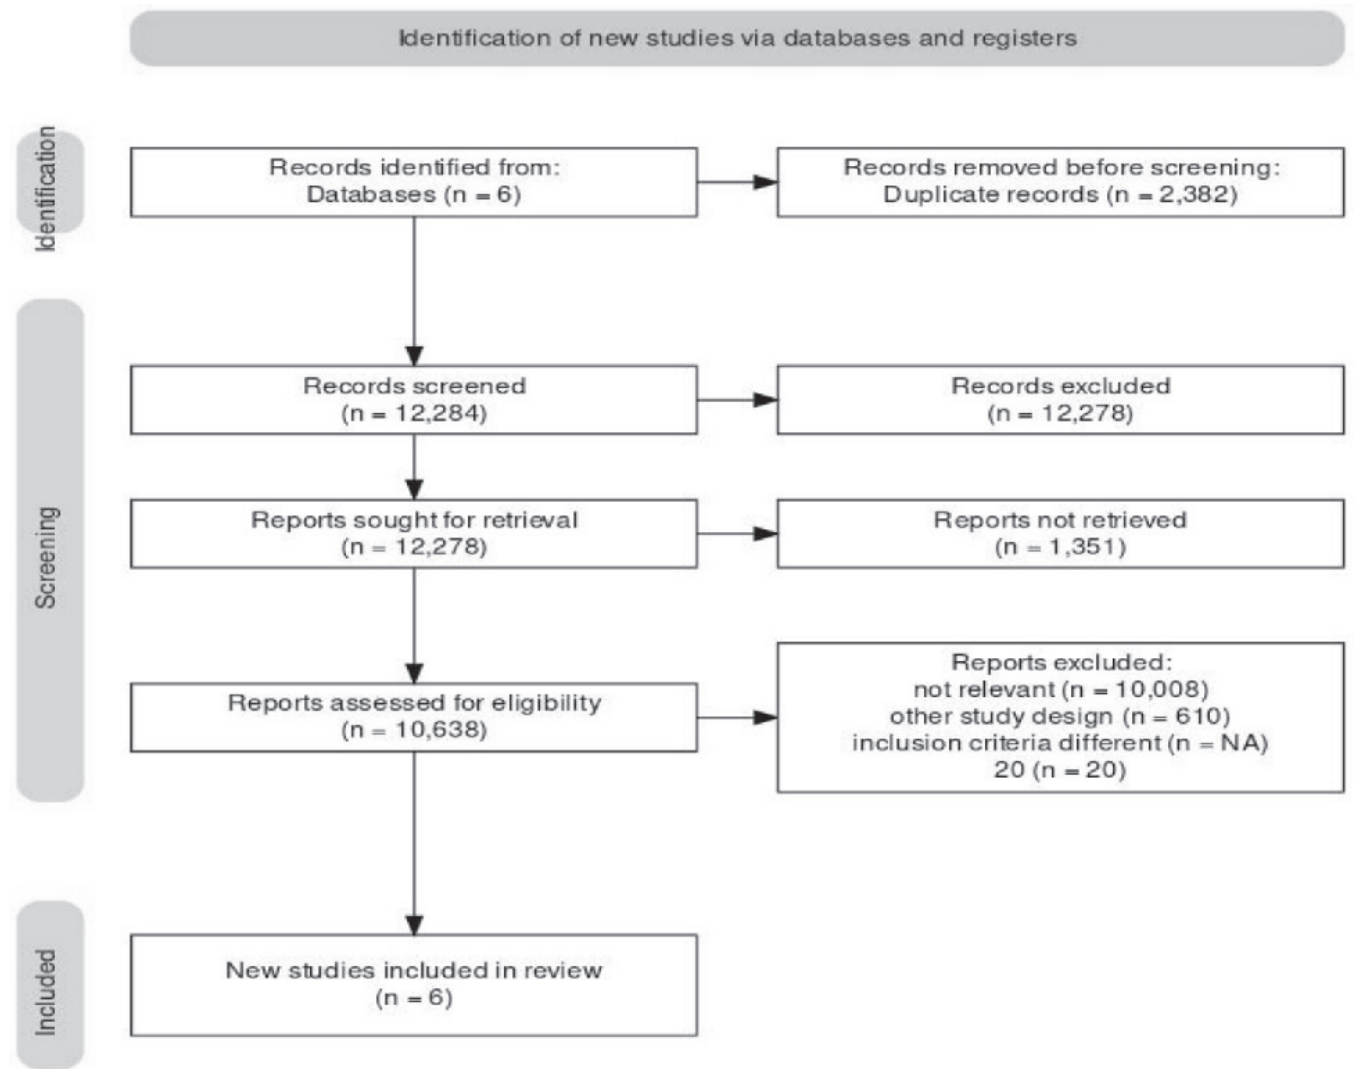 Identification of new studies via databases and registers
Identification
Records identified from:
Databases (n = 6)
Records removed before screening:
Duplicate records (n = 2,382)
Screening
Records screened
(n = 12,284)
Records excluded
(n = 12,278)
Reports sought for retrieval
(n = 12,278)
Reports not retrieved
(n = 1,351)
Reports assessed for eligibility
(n = 10,638)
Reports excluded:
not relevant (n = 10,008)
other study design (n = 610)
inclusion criteria different (n = NA)
20 (n = 20)
Included
New studies included in review
(n = 6)